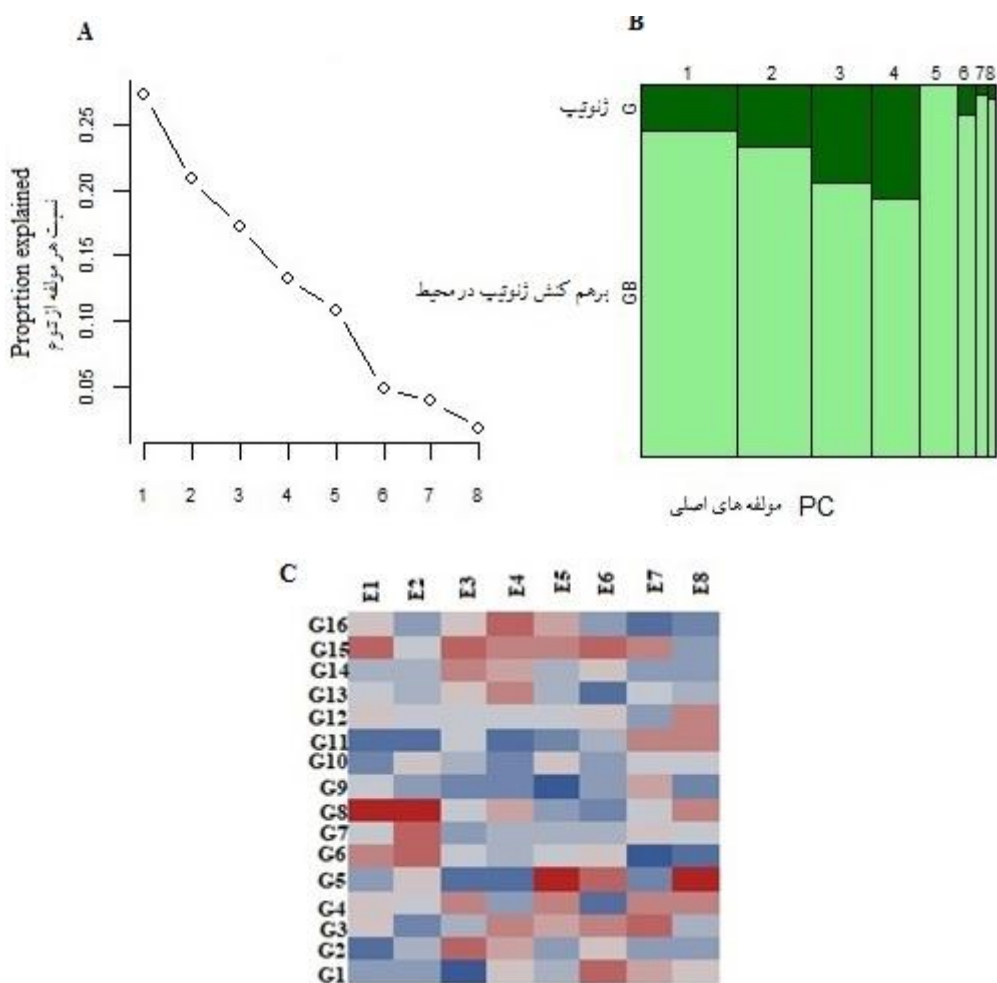 A
Proprtion explained
نسبت هر مولفه از تنوع
0.25
0.20
0.15
0.10
0.05
1 2 3 4 5 6 7 8
B
1 2 3 4 5 6 7 8
ژنوتیپ G
برهم کنش ژنوتیپ در محیط GB
مولفه های اصلی PC
C
E1 E2 E3 E4 E5 E6 E7 E8
G16
G15
G14
G13
G12
G11
G10
G9
G8
G7
G6
G5
G4
G3
G2
G1